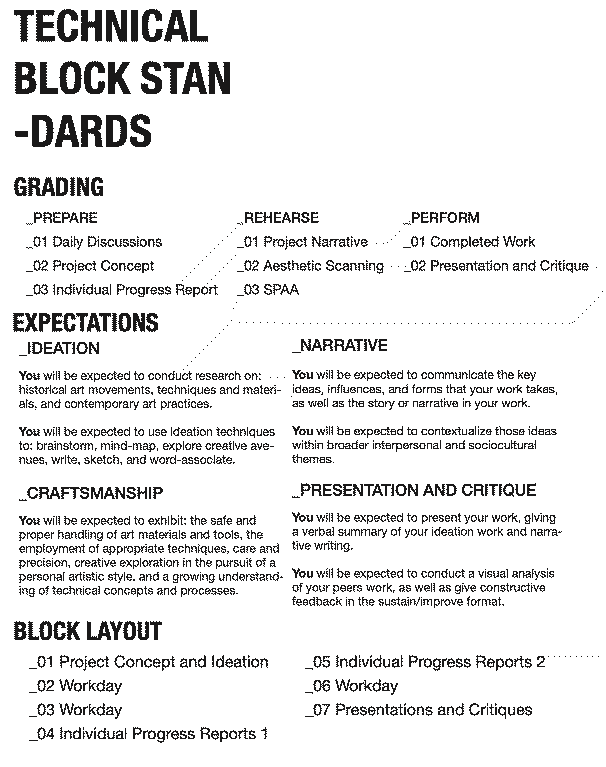 TECHNICAL
BLOCK STAN
-DARDS
GRADING
_PREPARE
_01 Daily Discussions
_02 Project Concept
_03 Individual Progress Report
_REHEARSE
_01 Project Narrative
_02 Aesthetic Scanning
_03 SPAA
_PERFORM
_01 Completed Work
_02 Presentation and Critique
EXPECTATIONS
_IDEATION
You will be expected to conduct research on:
historical art movements, techniques and materi-
als, and contemporary art practices.
You will be expected to use ideation techniques
to: brainstorm, mind-map, explore creative ave-
nues, write, sketch, and word-associate.
_NARRATIVE
You will be expected to communicate the key
ideas, influences, and forms that your work takes,
as well as the story or narrative in your work.
You will be expected to contextualize those ideas
within broader interpersonal and sociocultural
themes.
_CRAFTSMANSHIP
You will be expected to exhibit: the safe and
proper handling of art materials and tools, the
employment of appropriate techniques, care and
precision, creative exploration in the pursuit of a
personal artistic style, and a growing understand-
ing of technical concepts and processes.
_PRESENTATION AND CRITIQUE
You will be expected to present your work, giving
a verbal summary of your ideation work and narra-
tive writing.
You will be expected to conduct a visual analysis
of your peers work, as well as give constructive
feedback in the sustain/improve format.
BLOCK LAYOUT
_01 Project Concept and Ideation
_02 Workday
_03 Workday
_04 Individual Progress Reports 1
_05 Individual Progress Reports 2
_06 Workday
_07 Presentations and Critiques